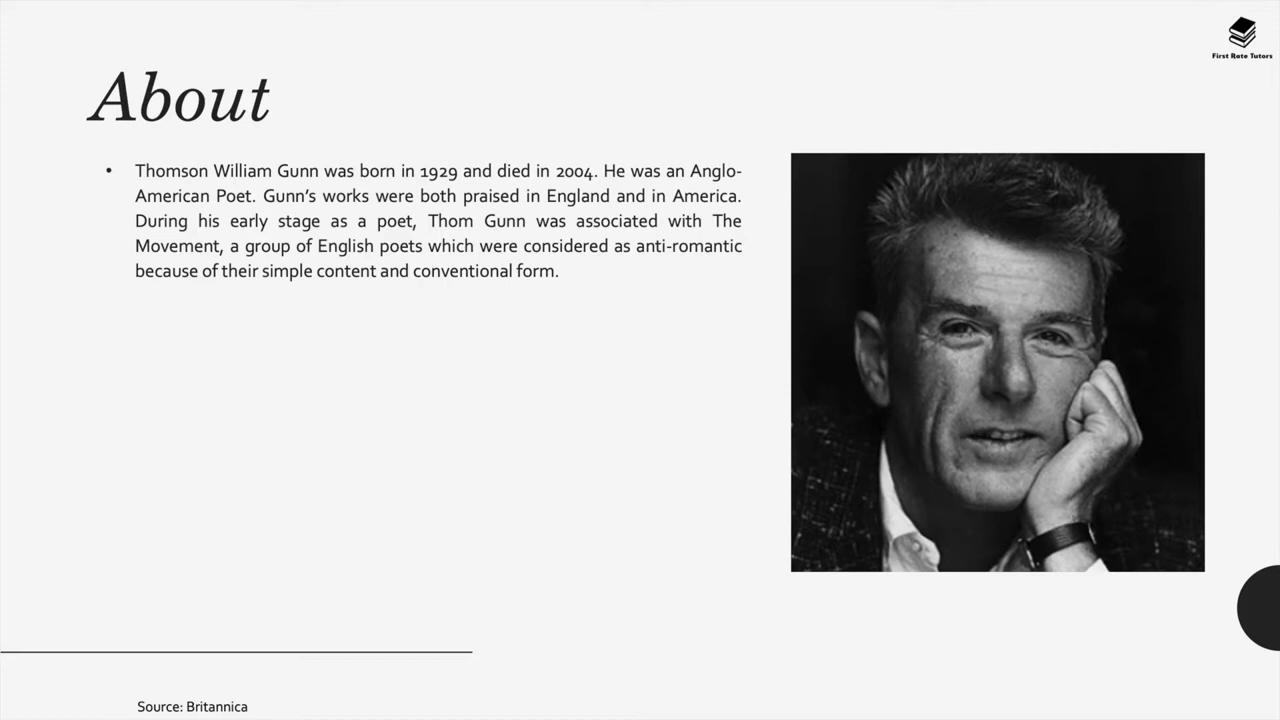 First Rate Tutors
About
• Thomson William Gunn was born in 1929 and died in 2004. He was an Anglo-
American Poet. Gunn’s works were both praised in England and in America.
During his early stage as a poet, Thom Gunn was associated with The
Movement, a group of English poets which were considered as anti-romantic
because of their simple content and conventional form.
Source: Britannica